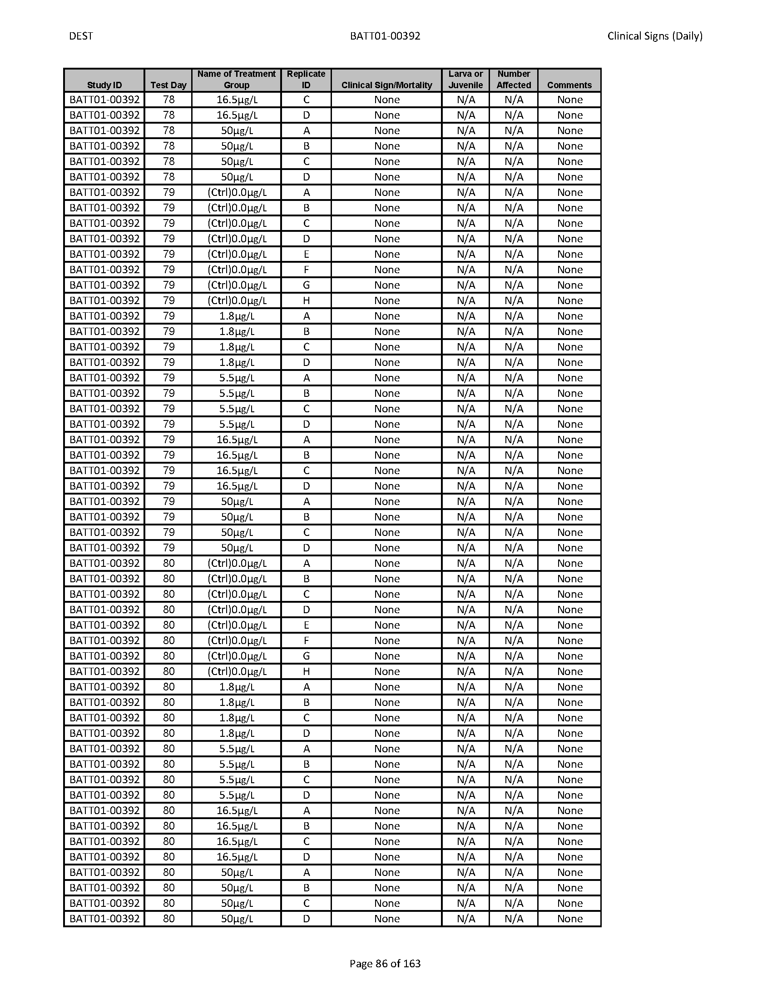 DEST BATT01-00392 Clinical Signs (Daily)
Study ID Test Day Name of Treatment Group Replicate ID Clinical Sign/Mortality Larva or Juvenile Number Affected Comments
BATT01-00392 78 16.5µg/L C None N/A N/A None
BATT01-00392 78 16.5µg/L D None N/A N/A None
BATT01-00392 78 50µg/L A None N/A N/A None
BATT01-00392 78 50µg/L B None N/A N/A None
BATT01-00392 78 50µg/L C None N/A N/A None
BATT01-00392 78 50µg/L D None N/A N/A None
BATT01-00392 79 (Ctrl)0.0µg/L A None N/A N/A None
BATT01-00392 79 (Ctrl)0.0µg/L B None N/A N/A None
BATT01-00392 79 (Ctrl)0.0µg/L C None N/A N/A None
BATT01-00392 79 (Ctrl)0.0µg/L D None N/A N/A None
BATT01-00392 79 (Ctrl)0.0µg/L E None N/A N/A None
BATT01-00392 79 (Ctrl)0.0µg/L F None N/A N/A None
BATT01-00392 79 (Ctrl)0.0µg/L G None N/A N/A None
BATT01-00392 79 (Ctrl)0.0µg/L H None N/A N/A None
BATT01-00392 79 1.8µg/L A None N/A N/A None
BATT01-00392 79 1.8µg/L B None N/A N/A None
BATT01-00392 79 1.8µg/L C None N/A N/A None
BATT01-00392 79 1.8µg/L D None N/A N/A None
BATT01-00392 79 5.5µg/L A None N/A N/A None
BATT01-00392 79 5.5µg/L B None N/A N/A None
BATT01-00392 79 5.5µg/L C None N/A N/A None
BATT01-00392 79 5.5µg/L D None N/A N/A None
BATT01-00392 79 16.5µg/L A None N/A N/A None
BATT01-00392 79 16.5µg/L B None N/A N/A None
BATT01-00392 79 16.5µg/L C None N/A N/A None
BATT01-00392 79 16.5µg/L D None N/A N/A None
BATT01-00392 79 50µg/L A None N/A N/A None
BATT01-00392 79 50µg/L B None N/A N/A None
BATT01-00392 79 50µg/L C None N/A N/A None
BATT01-00392 79 50µg/L D None N/A N/A None
BATT01-00392 80 (Ctrl)0.0µg/L A None N/A N/A None
BATT01-00392 80 (Ctrl)0.0µg/L B None N/A N/A None
BATT01-00392 80 (Ctrl)0.0µg/L C None N/A N/A None
BATT01-00392 80 (Ctrl)0.0µg/L D None N/A N/A None
BATT01-00392 80 (Ctrl)0.0µg/L E None N/A N/A None
BATT01-00392 80 (Ctrl)0.0µg/L F None N/A N/A None
BATT01-00392 80 (Ctrl)0.0µg/L G None N/A N/A None
BATT01-00392 80 (Ctrl)0.0µg/L H None N/A N/A None
BATT01-00392 80 1.8µg/L A None N/A N/A None
BATT01-00392 80 1.8µg/L B None N/A N/A None
BATT01-00392 80 1.8µg/L C None N/A N/A None
BATT01-00392 80 1.8µg/L D None N/A N/A None
BATT01-00392 80 5.5µg/L A None N/A N/A None
BATT01-00392 80 5.5µg/L B None N/A N/A None
BATT01-00392 80 5.5µg/L C None N/A N/A None
BATT01-00392 80 5.5µg/L D None N/A N/A None
BATT01-00392 80 16.5µg/L A None N/A N/A None
BATT01-00392 80 16.5µg/L B None N/A N/A None
BATT01-00392 80 16.5µg/L C None N/A N/A None
BATT01-00392 80 16.5µg/L D None N/A N/A None
BATT01-00392 80 50µg/L A None N/A N/A None
BATT01-00392 80 50µg/L B None N/A N/A None
BATT01-00392 80 50µg/L C None N/A N/A None
BATT01-00392 80 50µg/L D None N/A N/A None
Page 86 of 163